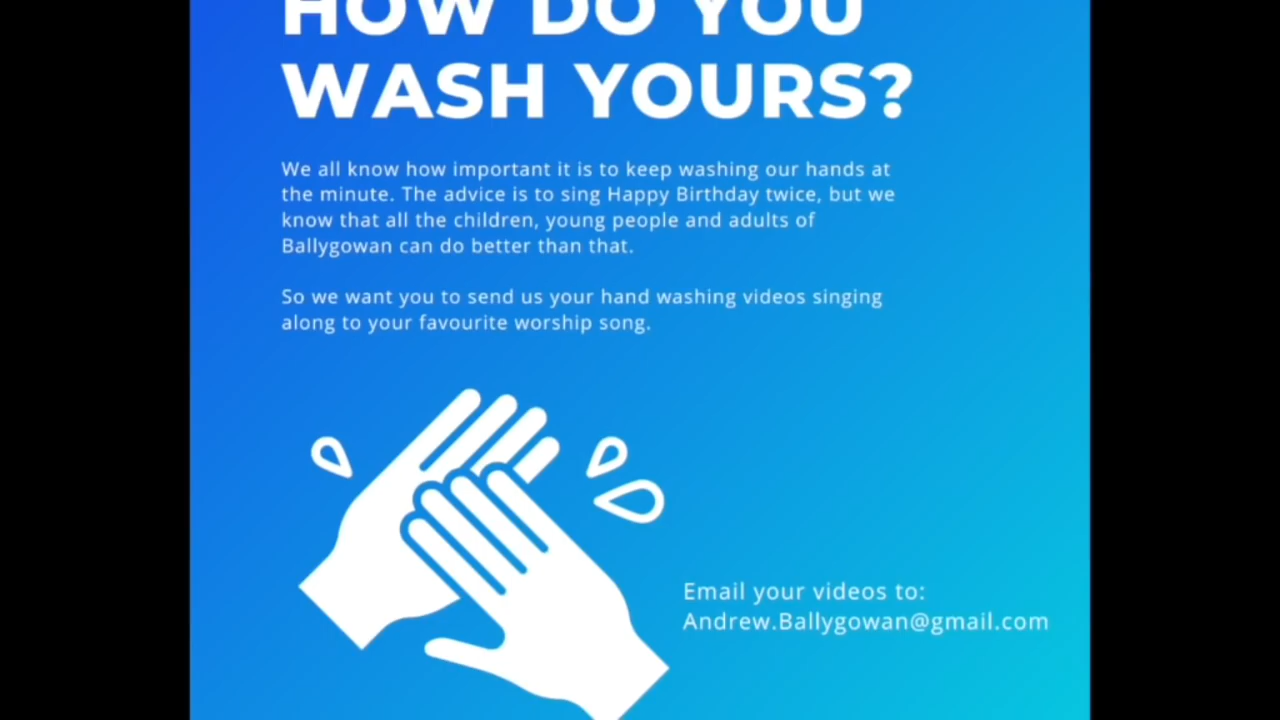 HOW DO YOU
WASH YOURS?
We all know how important it is to keep washing our hands at
the minute. The advice is to sing Happy Birthday twice, but we
know that all the children, young people and adults of
Ballygowan can do better than that.
So we want you to send us your hand washing videos singing
along to your favourite worship song.
Email your videos to:
Andrew.Ballygowan@gmail.com